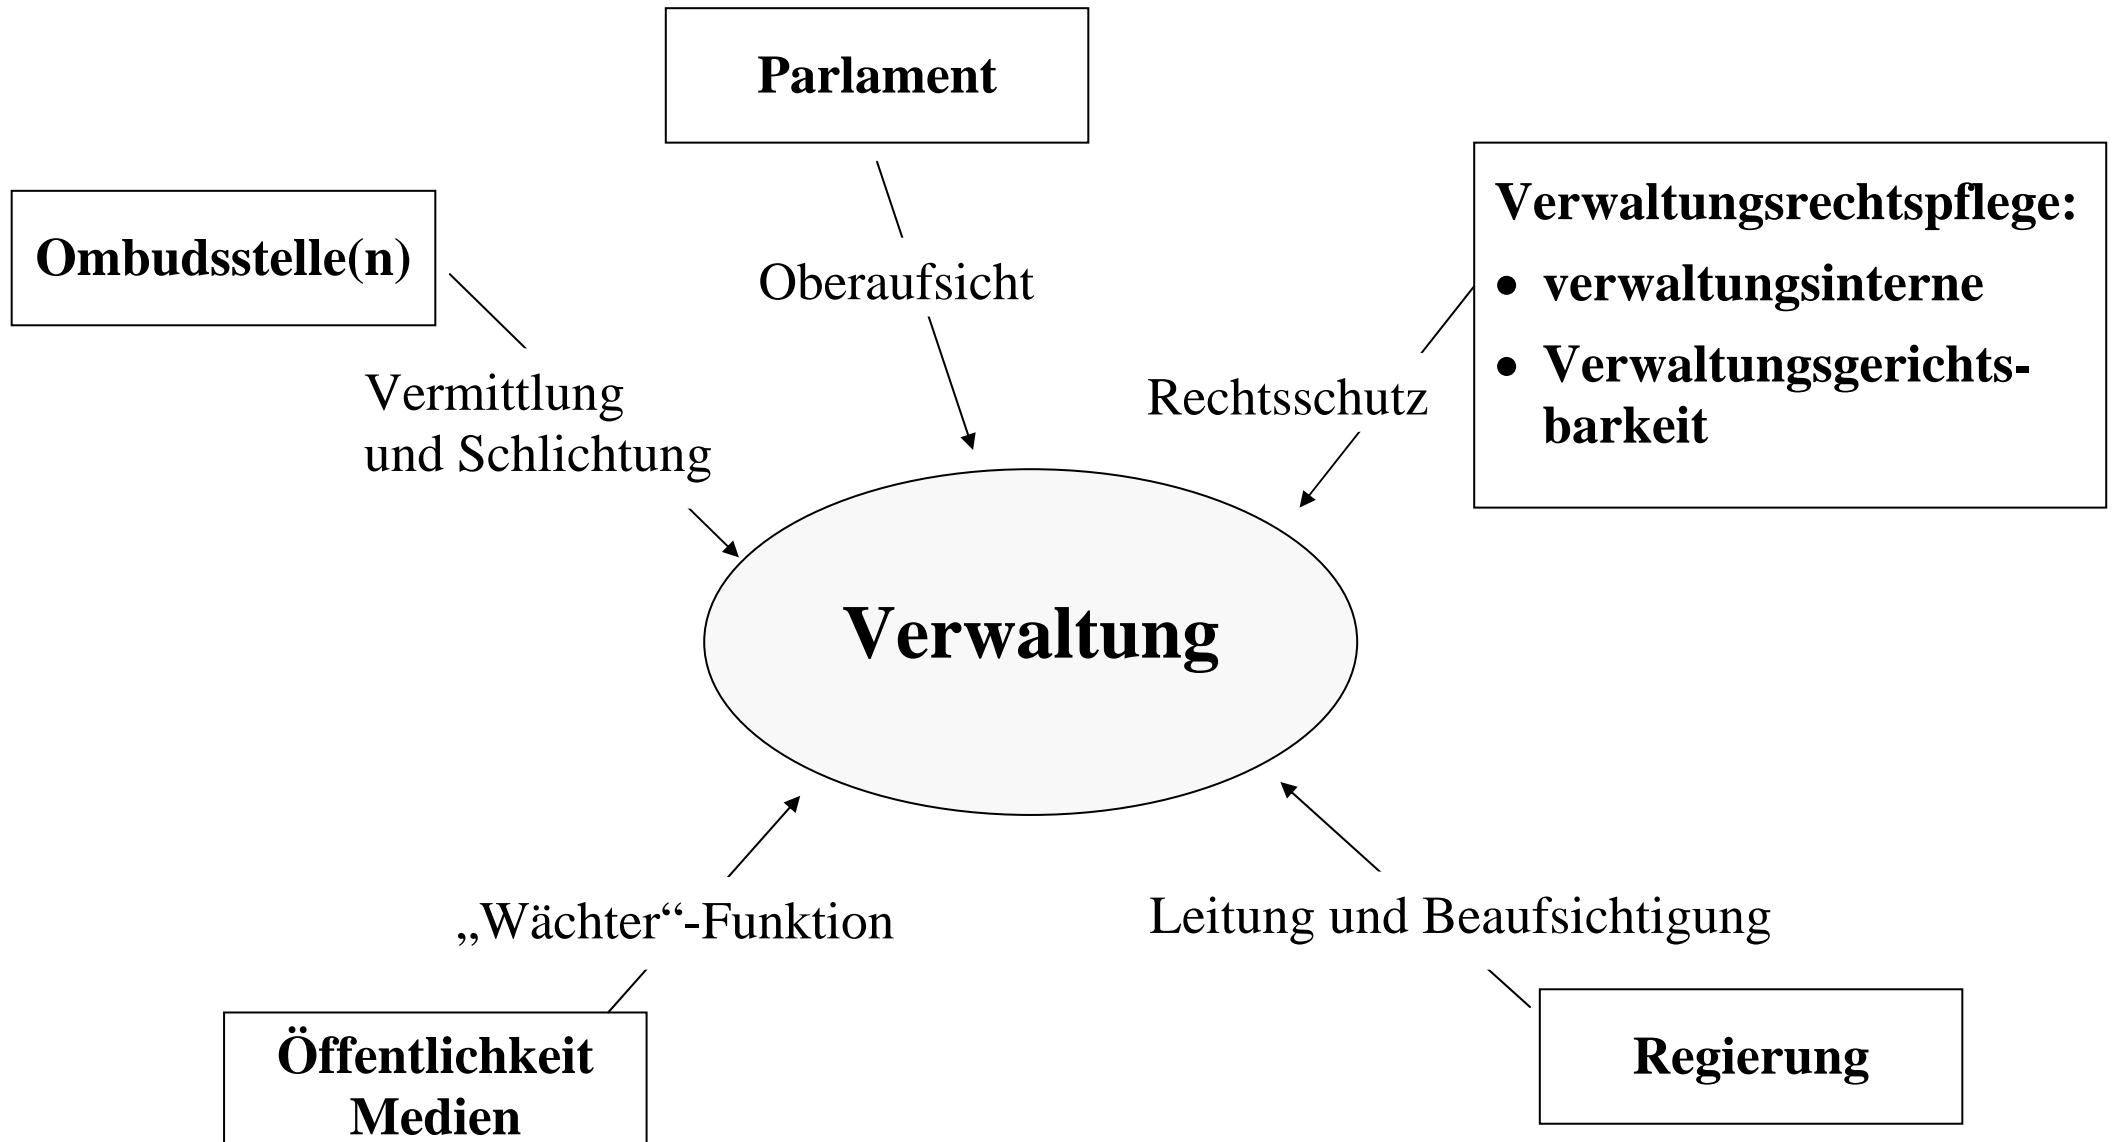 Parlament
Ombudsstelle(n)
Oberaufsicht
Verwaltungsrechtspflege:
• verwaltungsinterne
• Verwaltungsgerichts-
barkeit
Vermittlung
und Schlichtung
Rechtsschutz
Verwaltung
„Wächter“-Funktion
Leitung und Beaufsichtigung
Öffentlichkeit
Medien
Regierung